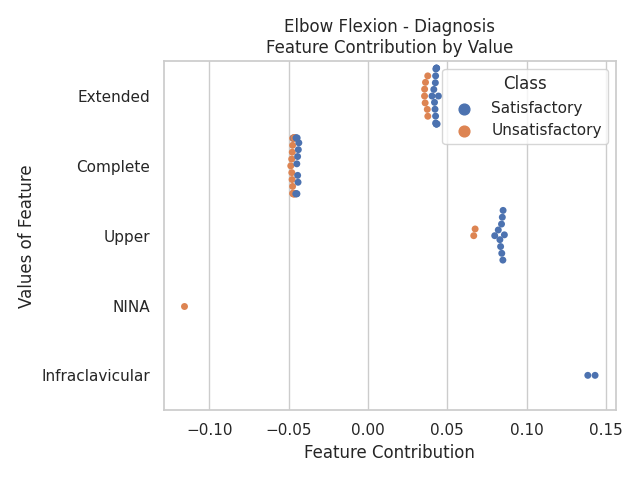 Elbow Flexion - Diagnosis
Feature Contribution by Value
Class
Satisfactory
Unsatisfactory
Values of Feature
Extended
Complete
Upper
NINA
Infraclavicular
−0.10 −0.05 0.00 0.05 0.10 0.15
Feature Contribution